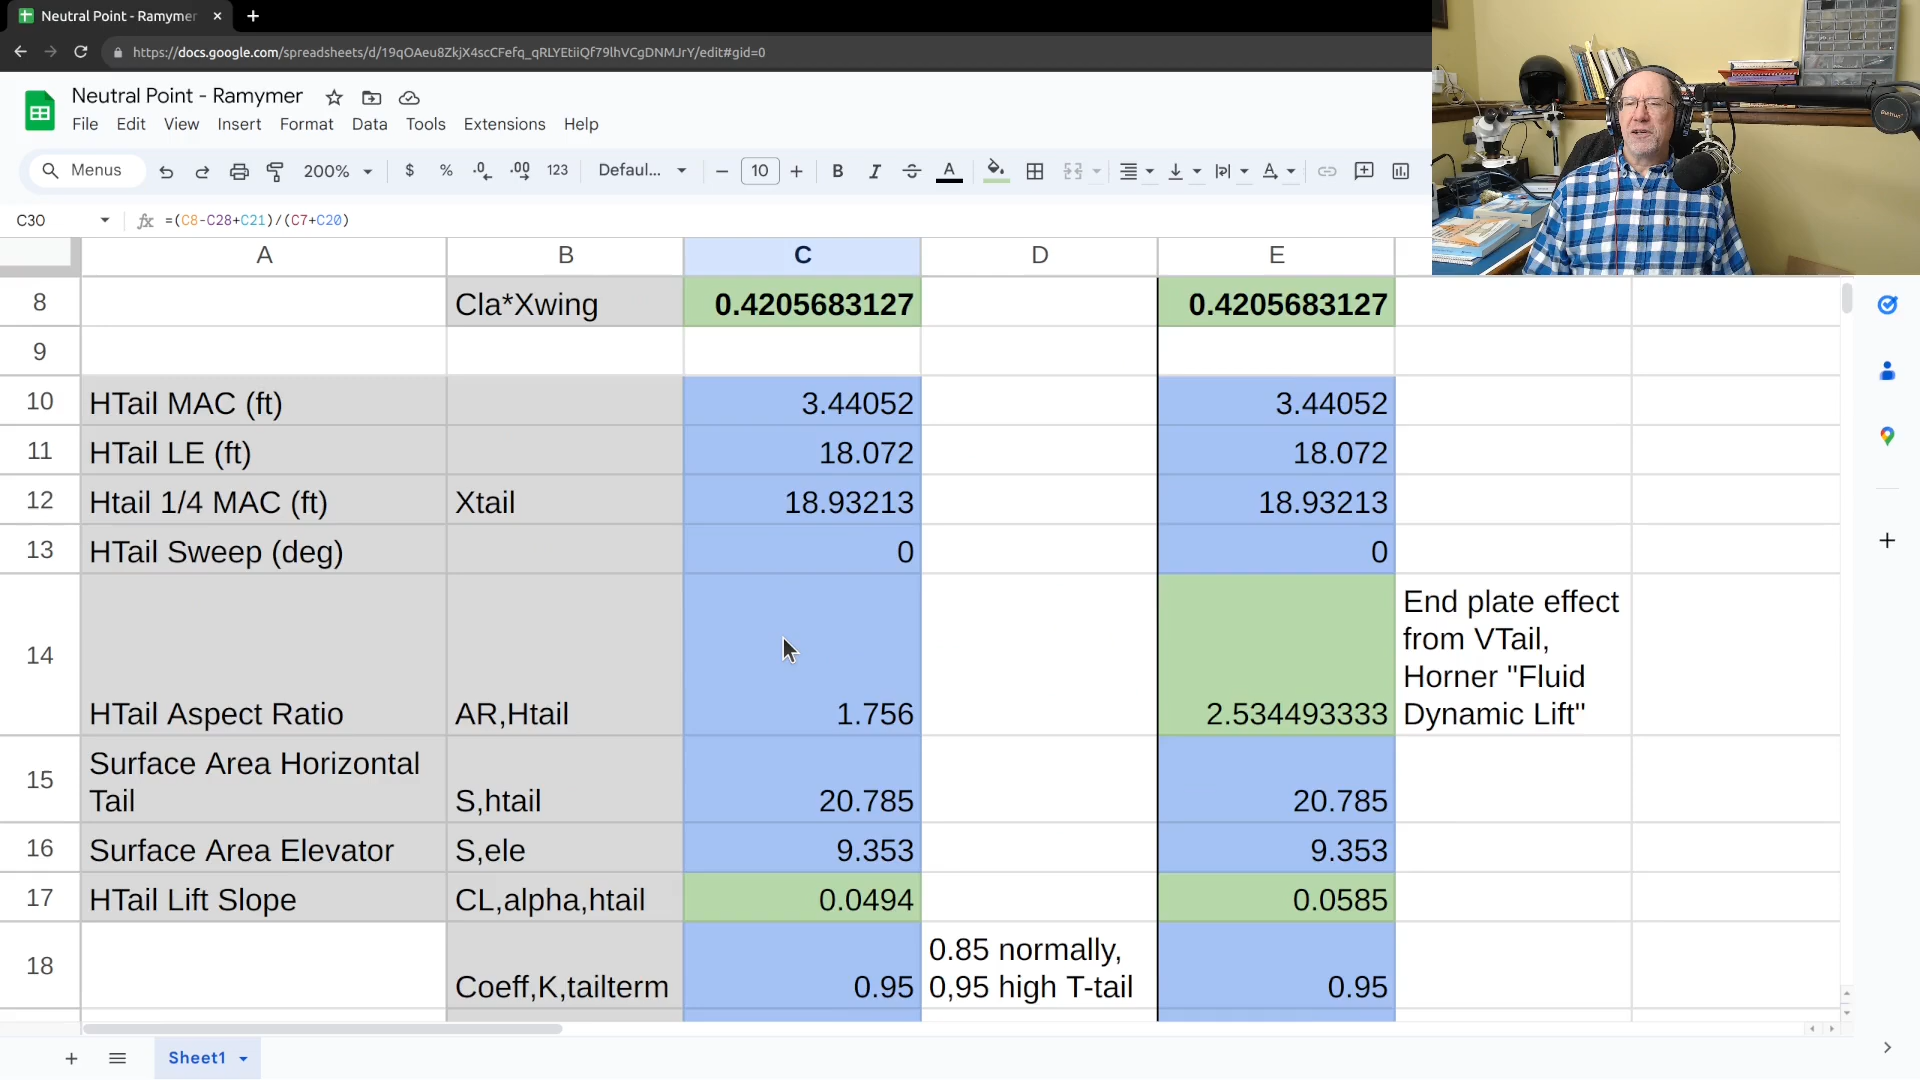 Neutral Point - Ramymer
https://docs.google.com/spreadsheets/d/19qOAeu8ZkjX4scCFefq_qRLYEtiiQf79lhVCgDNMJrY/edit#gid=0
Neutral Point - Ramymer
File Edit View Insert Format Data Tools Extensions Help
Menus 200% $ % .0 .00 123 Defaul... 10 B I A
C30 fx =(C8-C28+C21)/(C7+C20)
A B C D E
8 Cla*Xwing 0.4205683127 0.4205683127
9
10 HTail MAC (ft) 3.44052 3.44052
11 HTail LE (ft) 18.072 18.072
12 Htail 1/4 MAC (ft) Xtail 18.93213 18.93213
13 HTail Sweep (deg) 0 0
End plate effect
from VTail,
14 Horner "Fluid
HTail Aspect Ratio AR,Htail 1.756 2.534493333 Dynamic Lift"
Surface Area Horizontal
15 Tail S,htail 20.785 20.785
16 Surface Area Elevator S,ele 9.353 9.353
17 HTail Lift Slope CL,alpha,htail 0.0494 0.0585
0.85 normally,
18 Coeff,K,tailterm 0.95 0,95 high T-tail 0.95
Sheet1